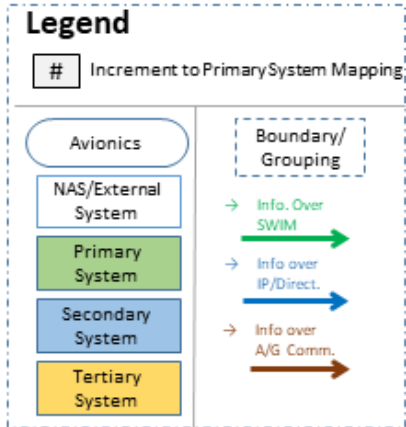 Legend
# Increment to Primary System Mapping
Avionics
NAS/External
System
Primary
System
Secondary
System
Tertiary
System
Boundary/
Grouping
→ Info. Over
SWIM
→ Info over
IP/Direct.
→ Info over
A/G Comm.